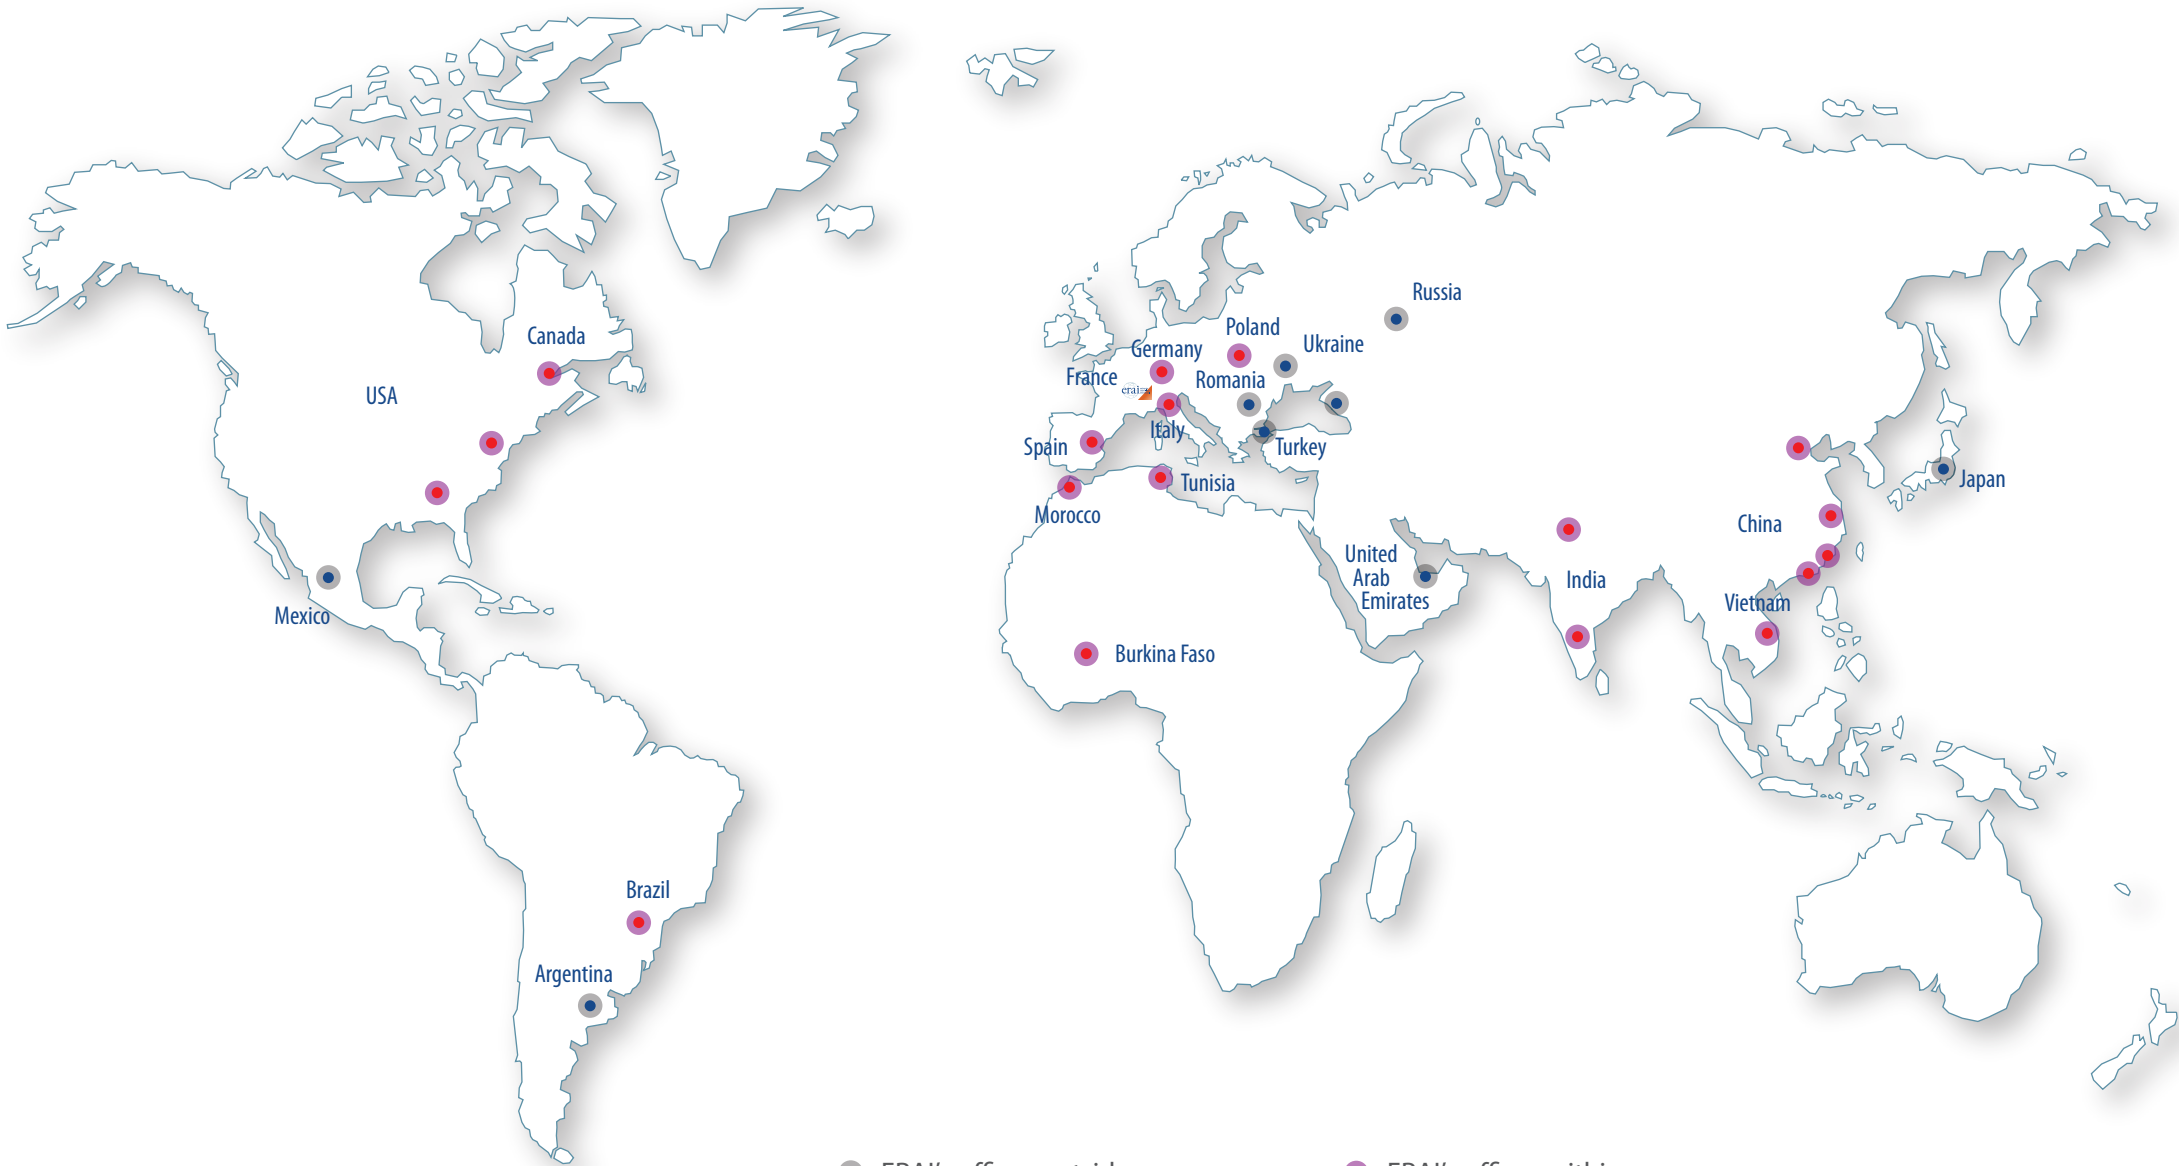 Russia
Canada
Poland
Ukraine
Germany
France
erai
Romania
USA
Italy
Spain
Turkey
Tunisia
Japan
Morocco
China
United
Arab
Emirates
India
Vietnam
Mexico
Burkina Faso
Brazil
Argentina